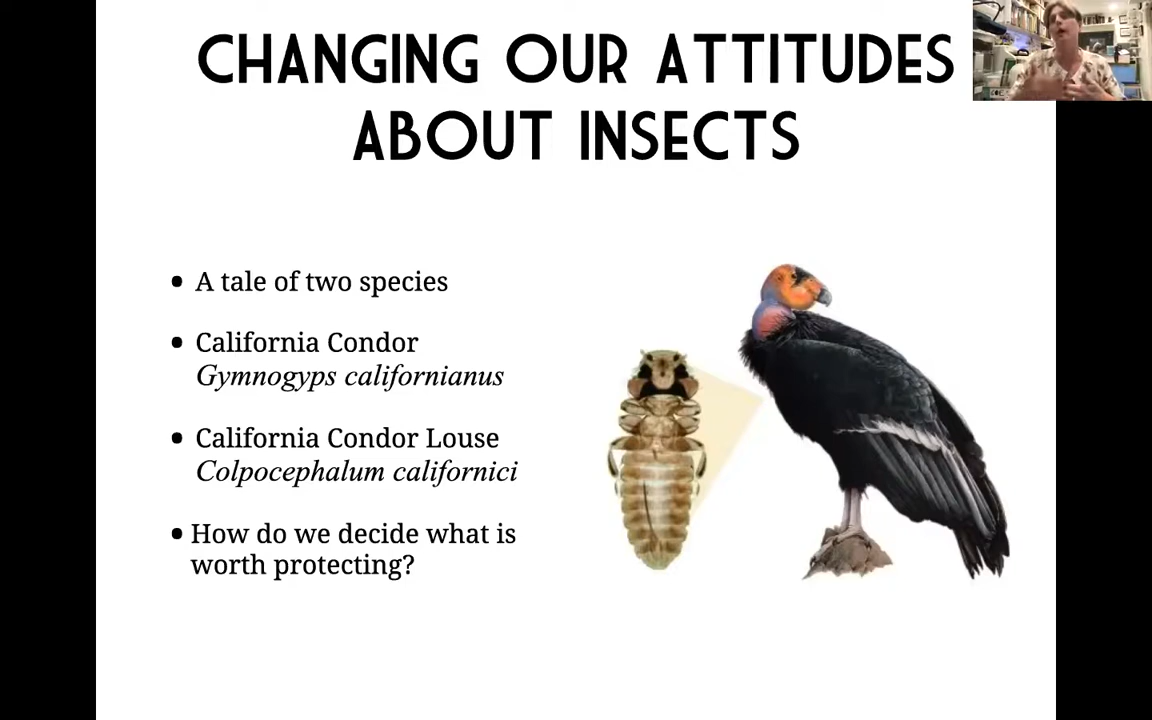 CHANGING OUR ATTITUDES
ABOUT INSECTS
• A tale of two species
• California Condor
Gymnogyps californianus
• California Condor Louse
Colpocephalum californici
• How do we decide what is
worth protecting?